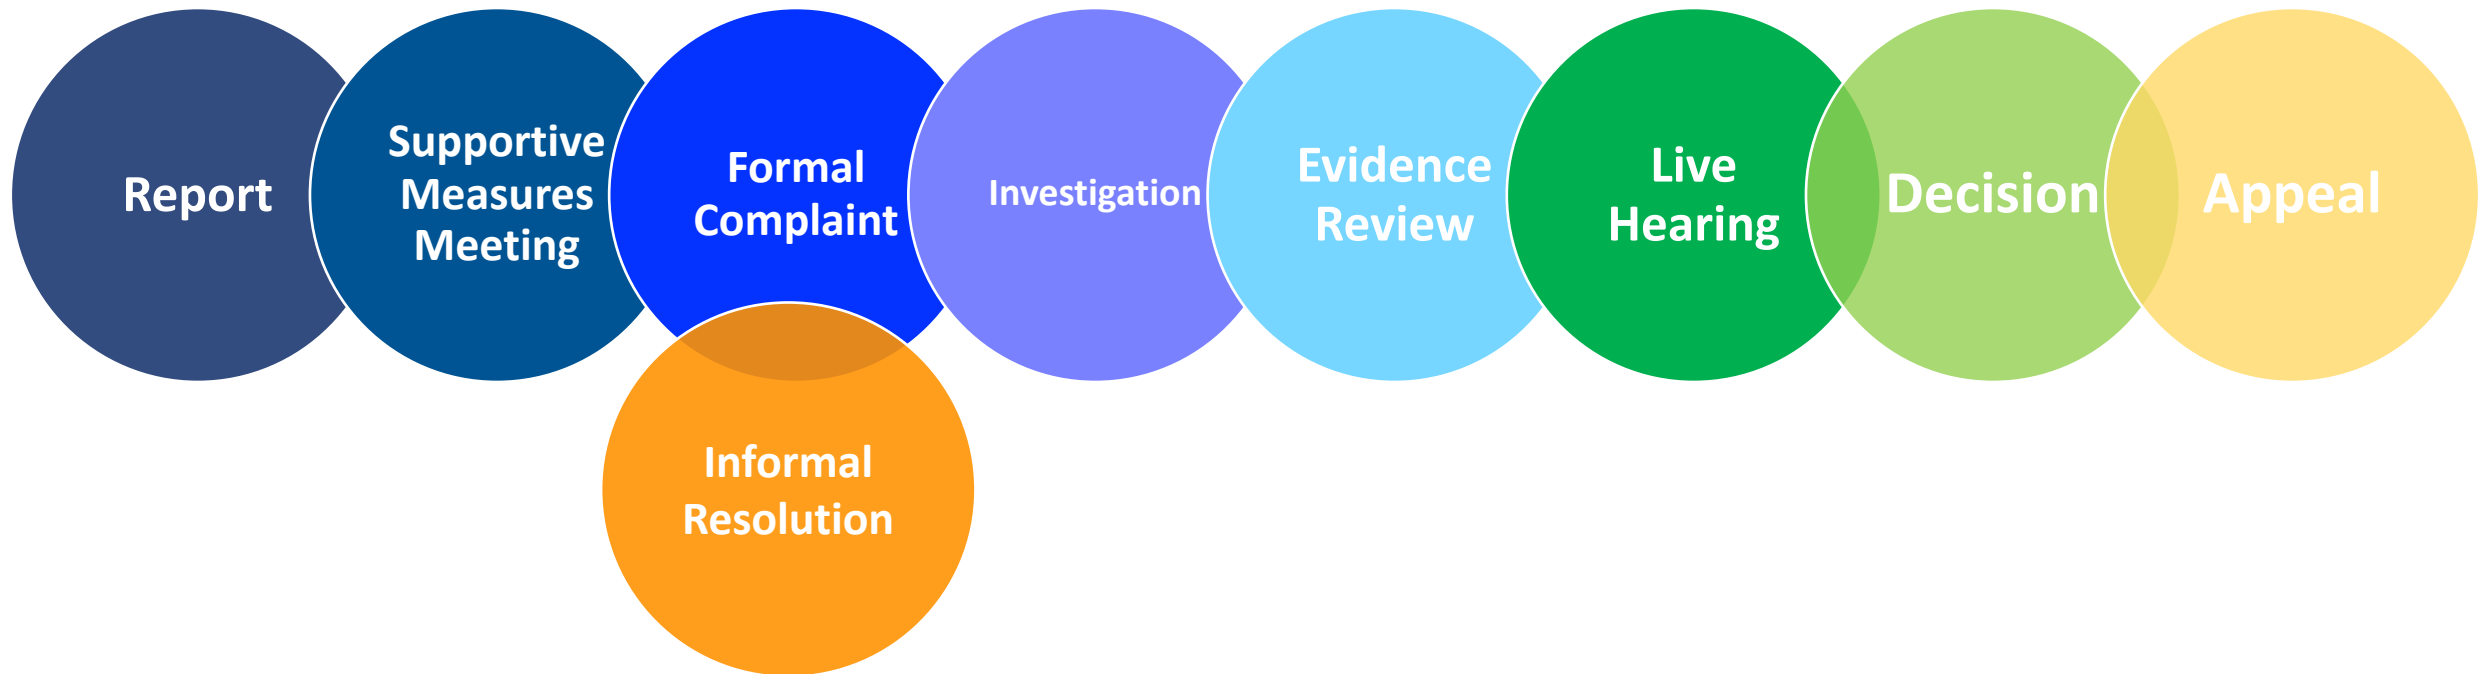 Report
Supportive
Measures
Meeting
Formal
Complaint
Investigation
Evidence
Review
Live
Hearing
Decision
Appeal
Informal
Resolution